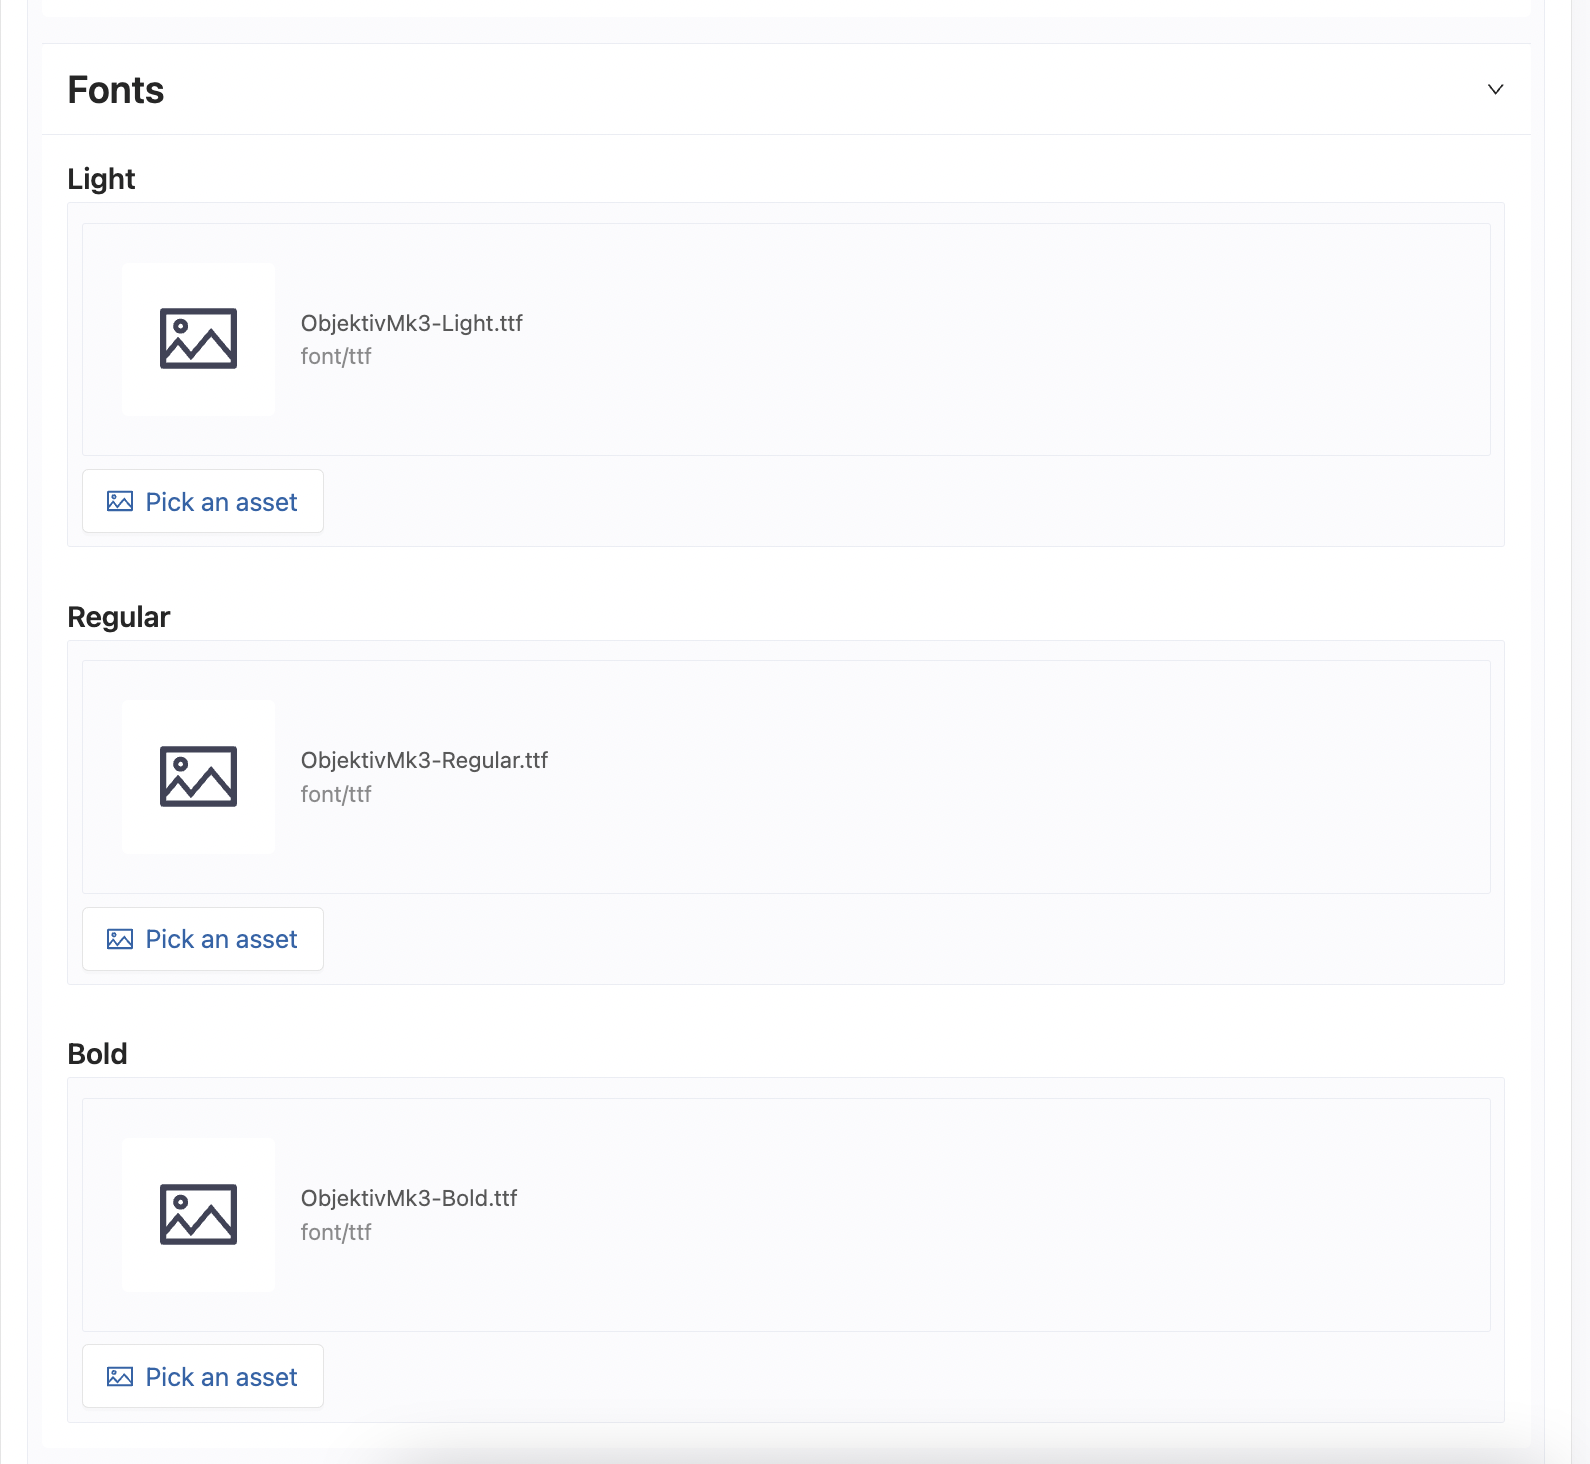 Fonts
Light
ObjektivMk3-Light.ttf
font/ttf
Pick an asset
Regular
ObjektivMk3-Regular.ttf
font/ttf
Pick an asset
Bold
ObjektivMk3-Bold.ttf
font/ttf
Pick an asset